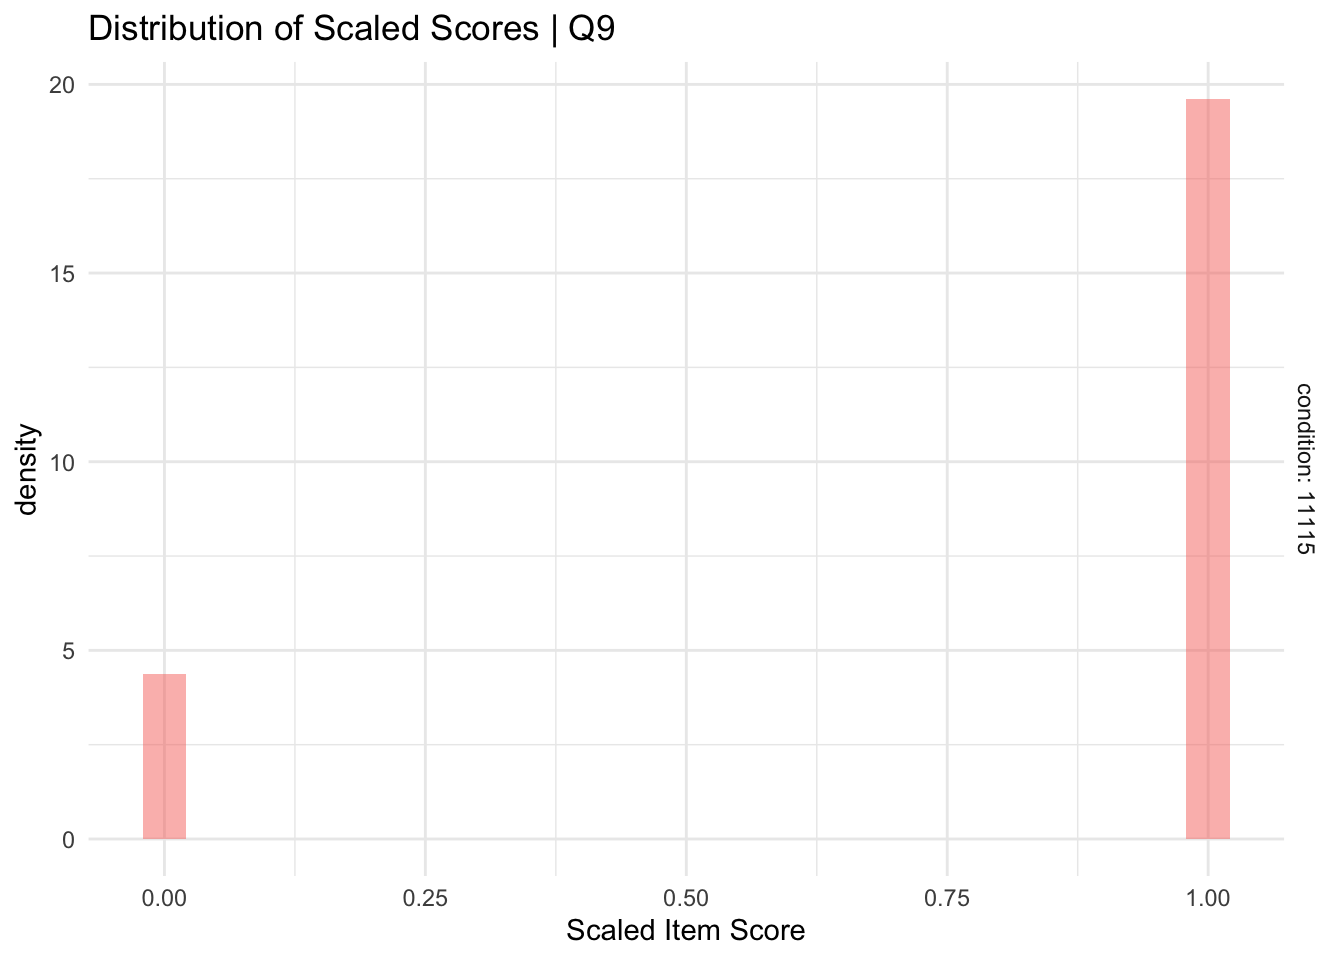 Distribution of Scaled Scores | Q9
density
20
15
10
5
0
condition: 11115
0.00 0.25 0.50 0.75 1.00
Scaled Item Score